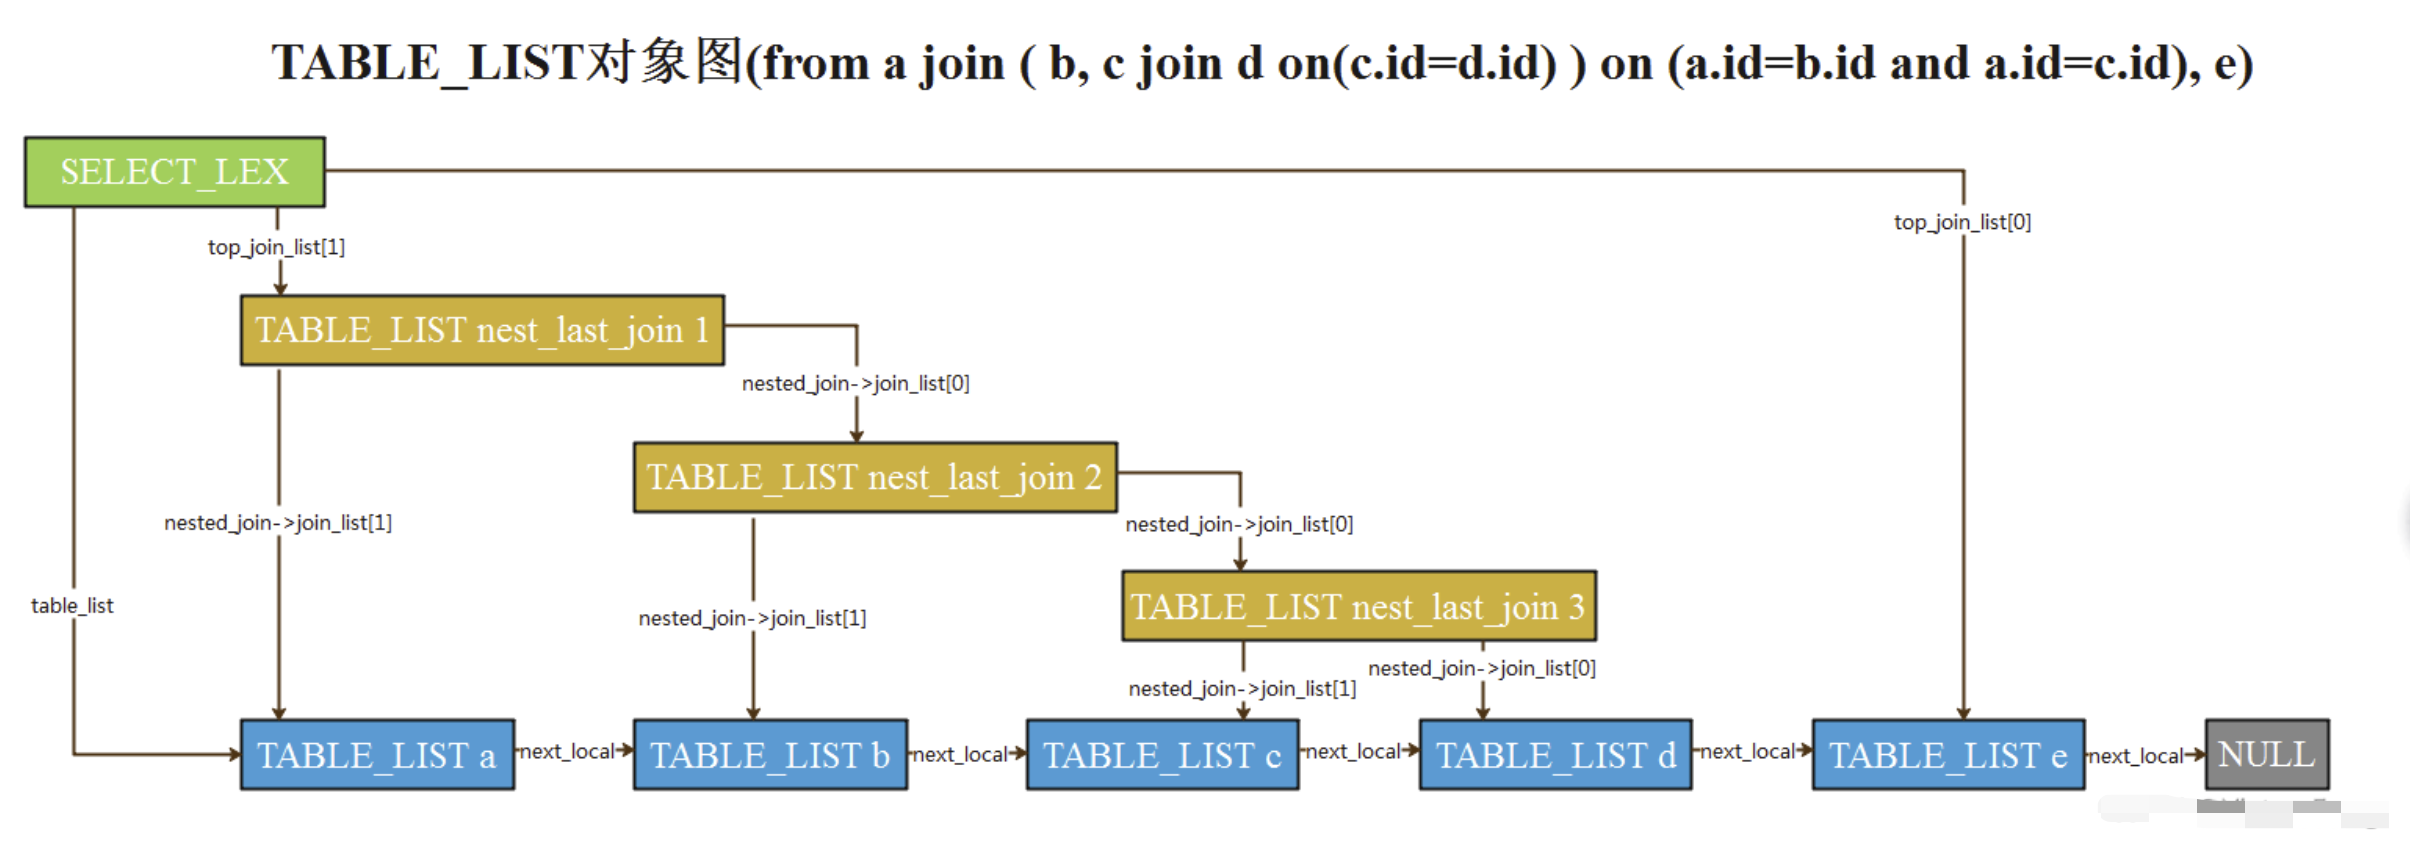 TABLE_LIST对象图(from a join ( b, c join d on(c.id=d.id) ) on (a.id=b.id and a.id=c.id), e)
SELECT_LEX
top_join_list[0]
top_join_list[1]
TABLE_LIST nest_last_join 1
nested_join->join_list[0]
TABLE_LIST nest_last_join 2
nested_join->join_list[1]
nested_join->join_list[0]
TABLE_LIST nest_last_join 3
table_list
nested_join->join_list[1]
nested_join->join_list[0]
nested_join->join_list[1]
TABLE_LIST a
next_local
TABLE_LIST b
next_local
TABLE_LIST c
next_local
TABLE_LIST d
next_local
TABLE_LIST e
next_local
NULL